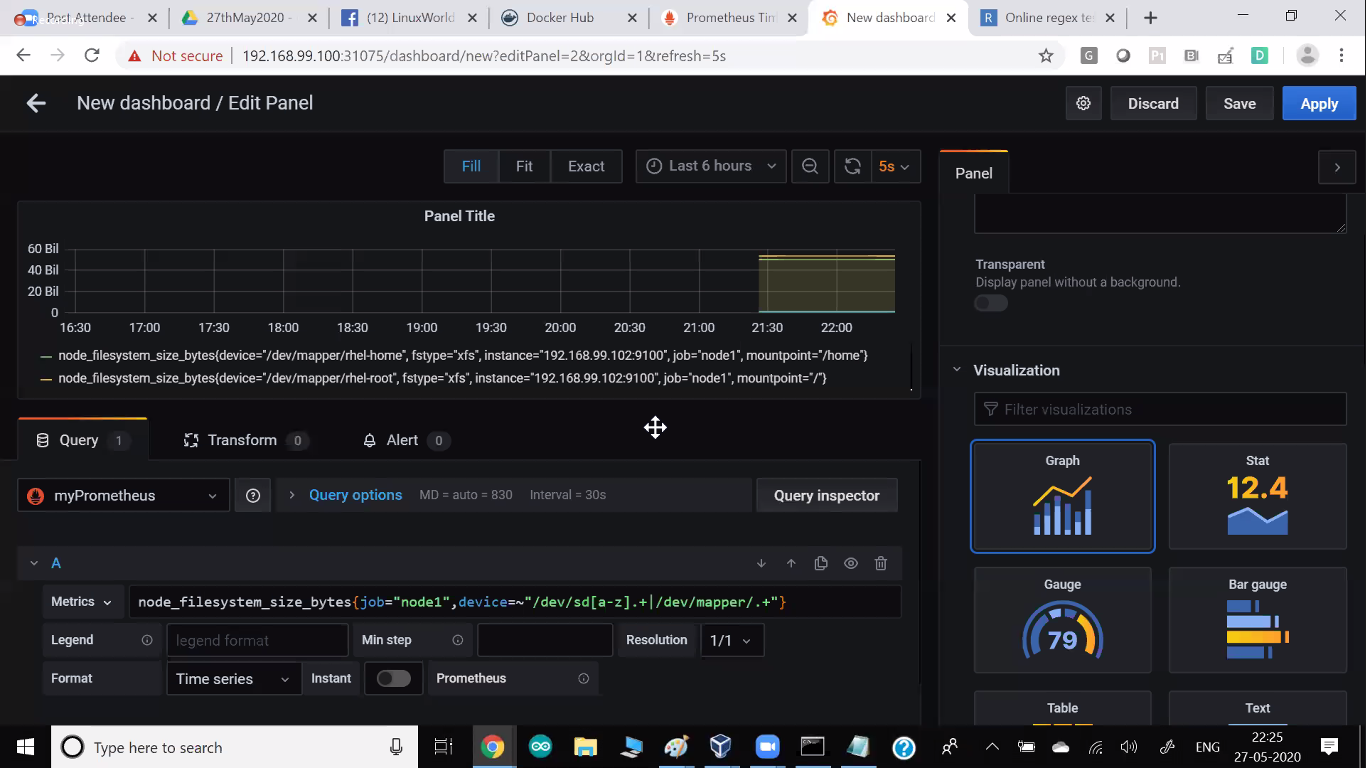 Post Attendee -
27thMay2020 -
(12) LinuxWorld
Docker Hub
Prometheus Tim
New dashboard
Online regex tes
Not secure
192.168.99.100:31075/dashboard/new?editPanel=2&orgId=1&refresh=5s
New dashboard / Edit Panel
Discard
Save
Apply
Fill
Fit
Exact
Last 6 hours
5s
Panel
Panel Title
60 Bil
40 Bil
20 Bil
0
16:30 17:00 17:30 18:00 18:30 19:00 19:30 20:00 20:30 21:00 21:30 22:00
node_filesystem_size_bytes{device="/dev/mapper/rhel-home", fstype="xfs", instance="192.168.99.102:9100", job="node1", mountpoint="/home"}
node_filesystem_size_bytes{device="/dev/mapper/rhel-root", fstype="xfs", instance="192.168.99.102:9100", job="node1", mountpoint="/"}
Transparent
Display panel without a background.
Visualization
Filter visualizations
Graph
Stat
12.4
Gauge
79
Bar gauge
Table
Text
Query 1
Transform 0
Alert 0
myPrometheus
Query options MD = auto = 830 Interval = 30s
Query inspector
A
Metrics
node_filesystem_size_bytes{job="node1",device=~"/dev/sd[a-z].+|/dev/mapper/.+"}
Legend
legend format
Min step
Resolution
1/1
Format
Time series
Instant
Prometheus
Type here to search
ENG
22:25
27-05-2020